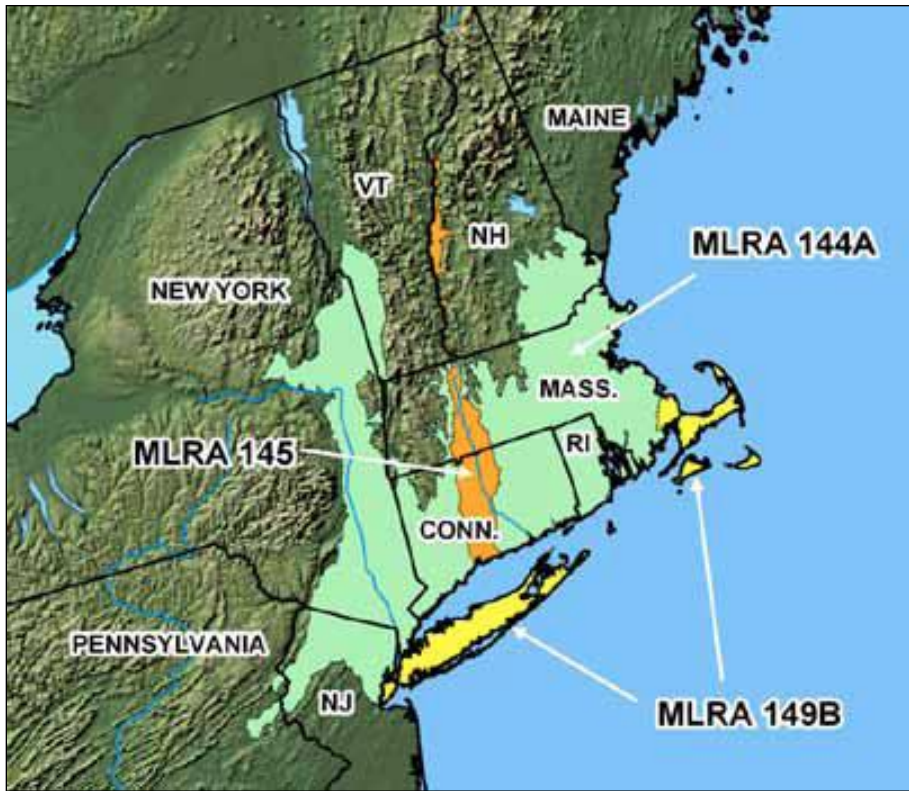 MAINE
VT
NH
MLRA 144A
NEW YORK
MASS.
MLRA 145
RI
CONN.
PENNSYLVANIA
NJ
MLRA 149B